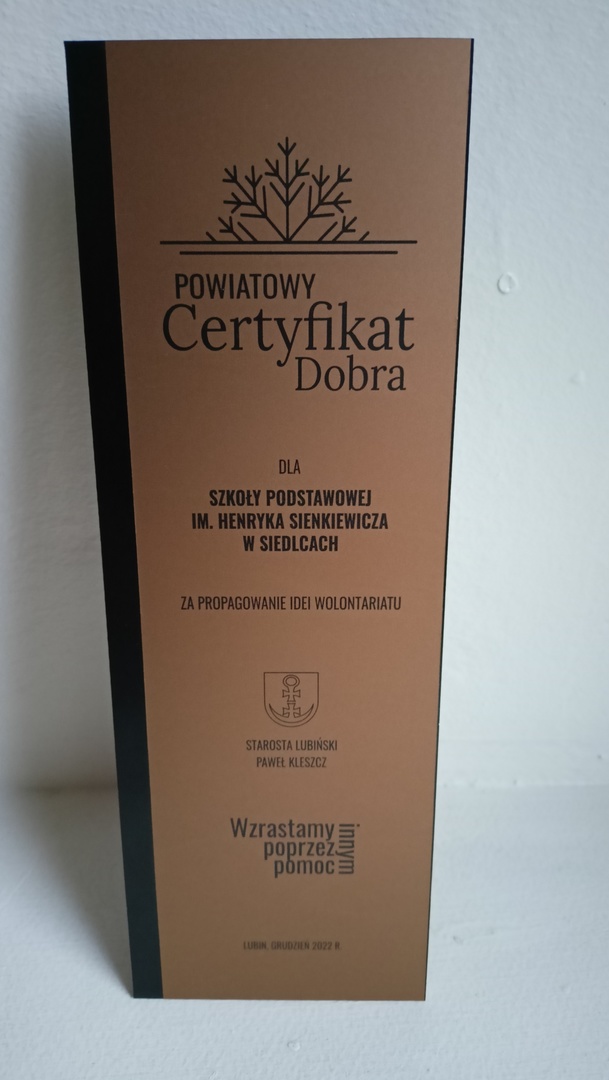 POWIATOWY
Certyfikat
Dobra
DLA
SZKOŁY PODSTAWOWEJ
IM. HENRYKA SIENKIEWICZA
W SIEDLCACH
ZA PROPAGOWANIE IDEI WOLONTARIATU
STAROSTA LUBIŃSKI
PAWEŁ KLESZCZ
Wzrastamy
poprzez
pomoc
innym
LUBIN, GRUDZIEŃ 2022 R.